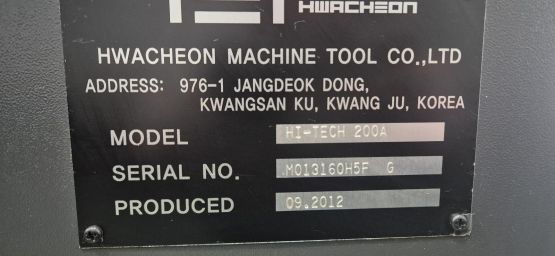 HWACHEON
HWACHEON MACHINE TOOL CO.,LTD
ADDRESS: 976-1 JANGDEOK DONG,
KWANGSAN KU, KWANG JU, KOREA
MODEL HI-TECH 200A
SERIAL NO. M013160H5F G
PRODUCED 09.2012